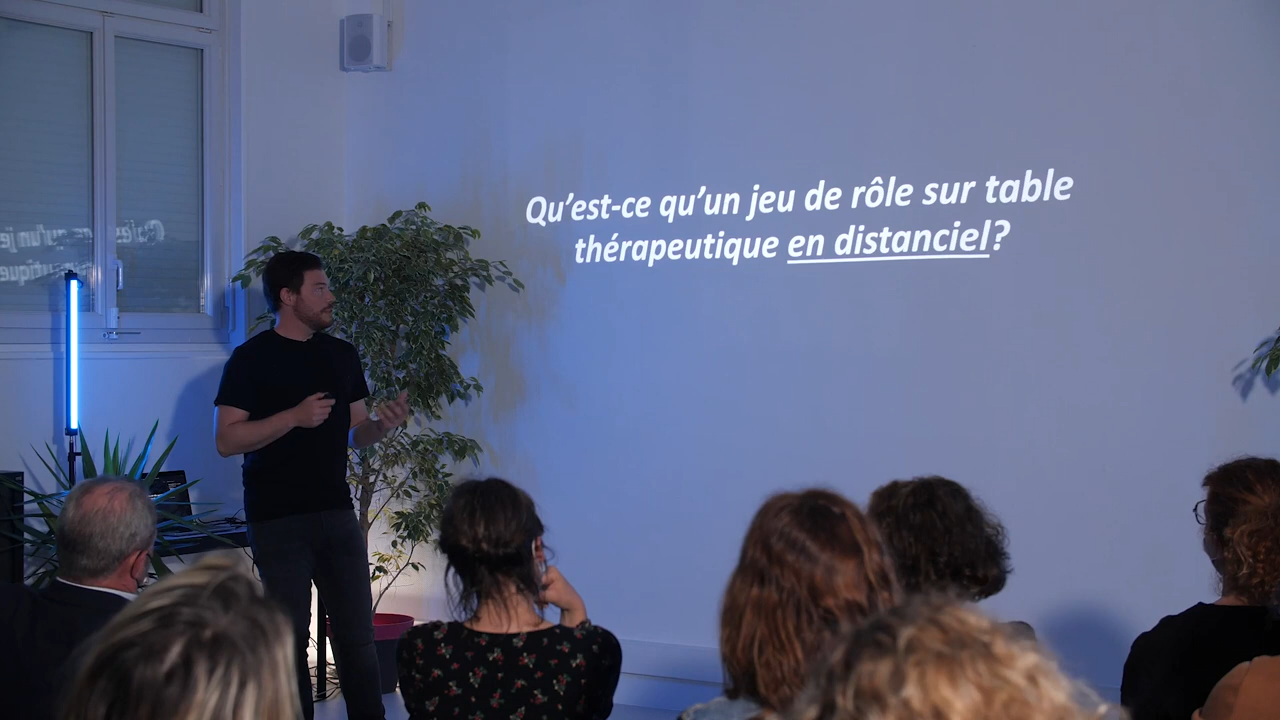 Qu’est-ce qu’un jeu de rôle sur table
thérapeutique en distanciel?